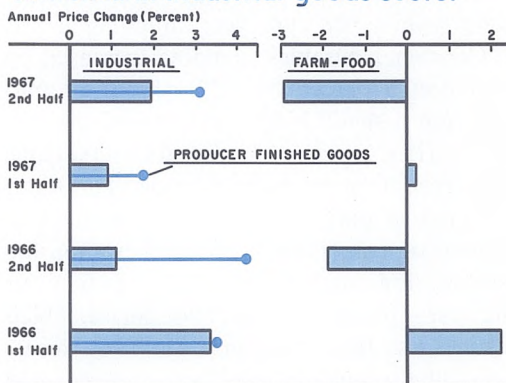 Annual Price Change (Percent)
0 1 2 3 4 -3 -2 -1 0 1 2
INDUSTRIAL FARM-FOOD
1967
2nd Half
PRODUCER FINISHED GOODS
1967
1st Half
1966
2nd Half
1966
1st Half